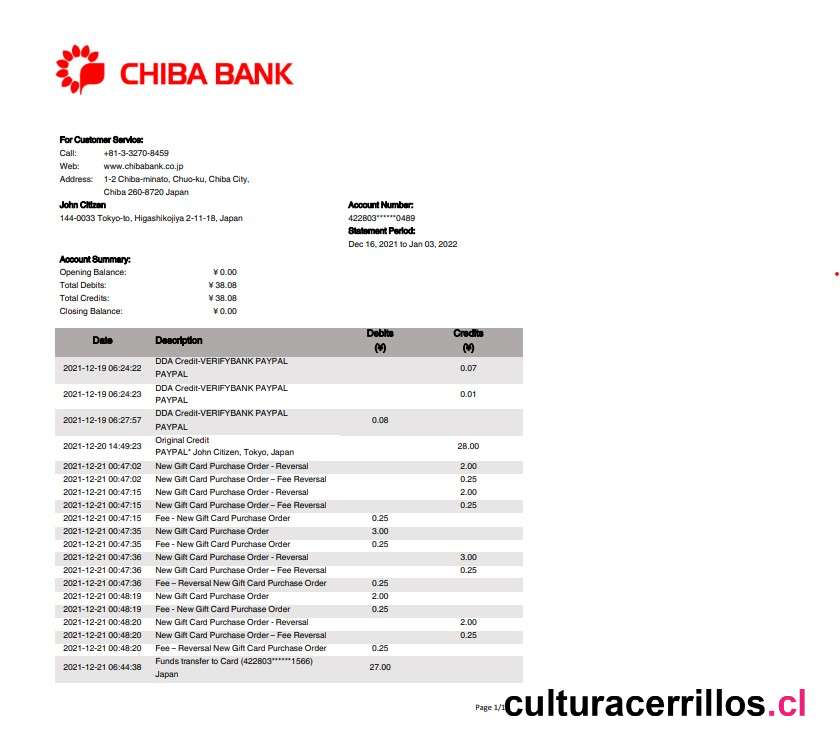 CHIBA BANK
For Customer Service:
Call: +81-3-3270-8459
Web: www.chibabank.co.jp
Address: 1-2 Chiba-minato, Chuo-ku, Chiba City,
Chiba 260-8720 Japan
John Citizen Account Number:
144-0033 Tokyo-to, Higashikojiya 2-11-18, Japan 422803******0489
Statement Period:
Dec 16, 2021 to Jan 03, 2022
Account Summary:
Opening Balance: ¥ 0.00
Total Debits: ¥ 38.08
Total Credits: ¥ 38.08
Closing Balance: ¥ 0.00
Date Description Debits (¥) Credits (¥)
2021-12-19 06:24:22 DDA Credit-VERIFYBANK PAYPAL PAYPAL 0.07
2021-12-19 06:24:23 DDA Credit-VERIFYBANK PAYPAL PAYPAL 0.01
2021-12-19 06:27:57 DDA Credit-VERIFYBANK PAYPAL PAYPAL 0.08
2021-12-20 14:49:23 Original Credit PAYPAL* John Citizen, Tokyo, Japan 28.00
2021-12-21 00:47:02 New Gift Card Purchase Order - Reversal 2.00
2021-12-21 00:47:02 New Gift Card Purchase Order – Fee Reversal 0.25
2021-12-21 00:47:15 New Gift Card Purchase Order - Reversal 2.00
2021-12-21 00:47:15 New Gift Card Purchase Order – Fee Reversal 0.25
2021-12-21 00:47:15 Fee - New Gift Card Purchase Order 0.25
2021-12-21 00:47:35 New Gift Card Purchase Order 3.00
2021-12-21 00:47:35 Fee - New Gift Card Purchase Order 0.25
2021-12-21 00:47:36 New Gift Card Purchase Order - Reversal 3.00
2021-12-21 00:47:36 New Gift Card Purchase Order – Fee Reversal 0.25
2021-12-21 00:47:36 Fee – Reversal New Gift Card Purchase Order 0.25
2021-12-21 00:48:19 New Gift Card Purchase Order 2.00
2021-12-21 00:48:19 Fee - New Gift Card Purchase Order 0.25
2021-12-21 00:48:20 New Gift Card Purchase Order - Reversal 2.00
2021-12-21 00:48:20 New Gift Card Purchase Order – Fee Reversal 0.25
2021-12-21 00:48:20 Fee – Reversal New Gift Card Purchase Order 0.25
2021-12-21 06:44:38 Funds transfer to Card (422803******1566) Japan 27.00
Page 1/1
culturacerrillos.cl